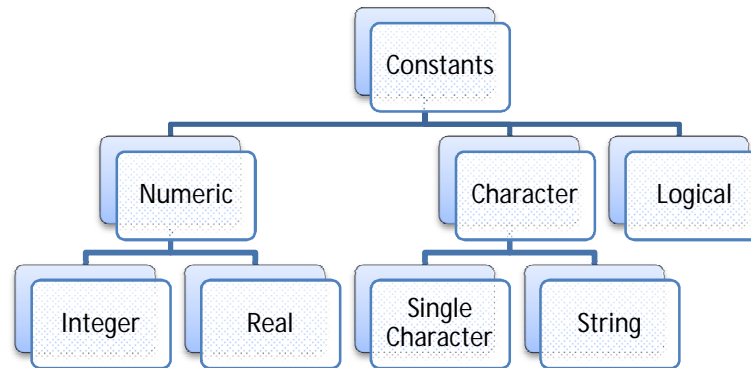 Constants
Numeric
Character
Logical
Integer
Real
Single
Character
String